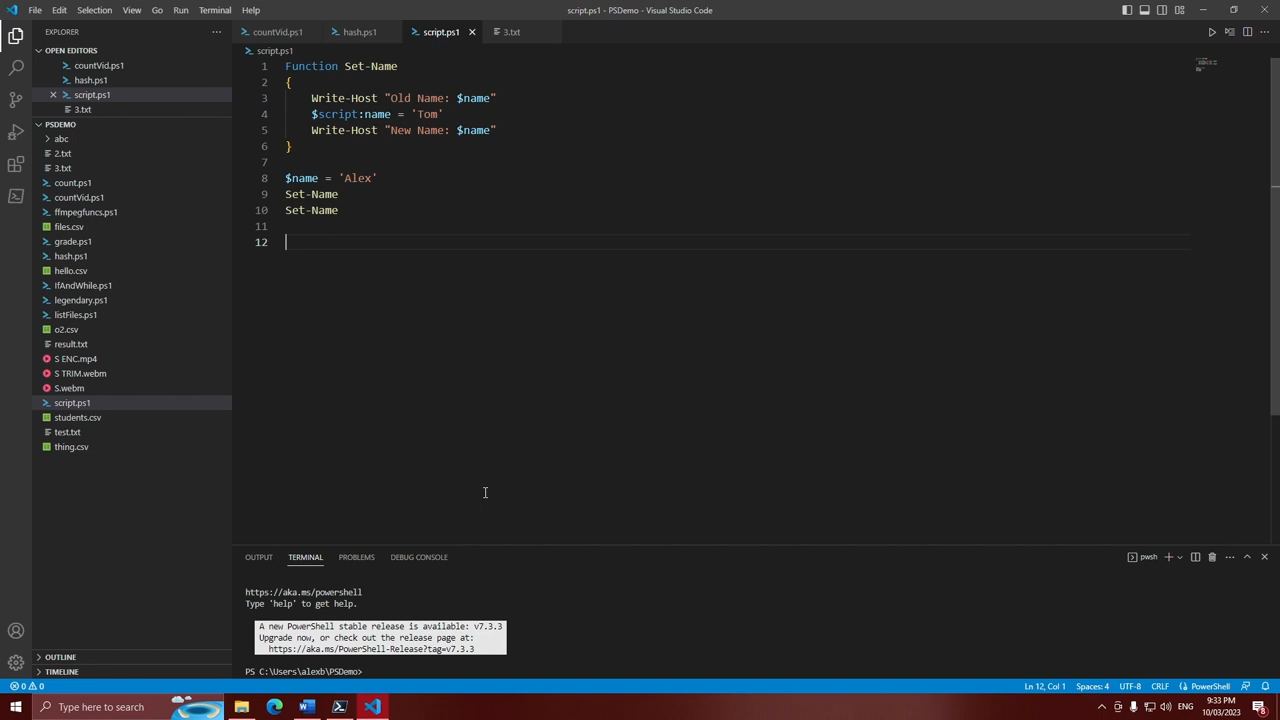 File Edit Selection View Go Run Terminal Help
script.ps1 - PSDemo - Visual Studio Code
EXPLORER
OPEN EDITORS
countVid.ps1
hash.ps1
script.ps1
3.txt
PSDEMO
abc
2.txt
3.txt
count.ps1
countVid.ps1
ffmpegfuncs.ps1
files.csv
grade.ps1
hash.ps1
hello.csv
IfAndWhile.ps1
legendary.ps1
listFiles.ps1
o2.csv
result.txt
S ENC.mp4
S TRIM.webm
S.webm
script.ps1
students.csv
test.txt
thing.csv
OUTLINE
TIMELINE
countVid.ps1 hash.ps1 script.ps1 3.txt
script.ps1
1 Function Set-Name
2 {
3 Write-Host "Old Name: $name"
4 $script:name = 'Tom'
5 Write-Host "New Name: $name"
6 }
7
8 $name = 'Alex'
9 Set-Name
10 Set-Name
11
12
OUTPUT TERMINAL PROBLEMS DEBUG CONSOLE
pwsh
https://aka.ms/powershell
Type 'help' to get help.
A new PowerShell stable release is available: v7.3.3
Upgrade now, or check out the release page at:
https://aka.ms/PowerShell-Release?tag=v7.3.3
PS C:\Users\alexb\PSDemo>
0 0
Ln 12, Col 1 Spaces: 4 UTF-8 CRLF PowerShell
Type here to search
ENG
9:33 PM
10/03/2023
8